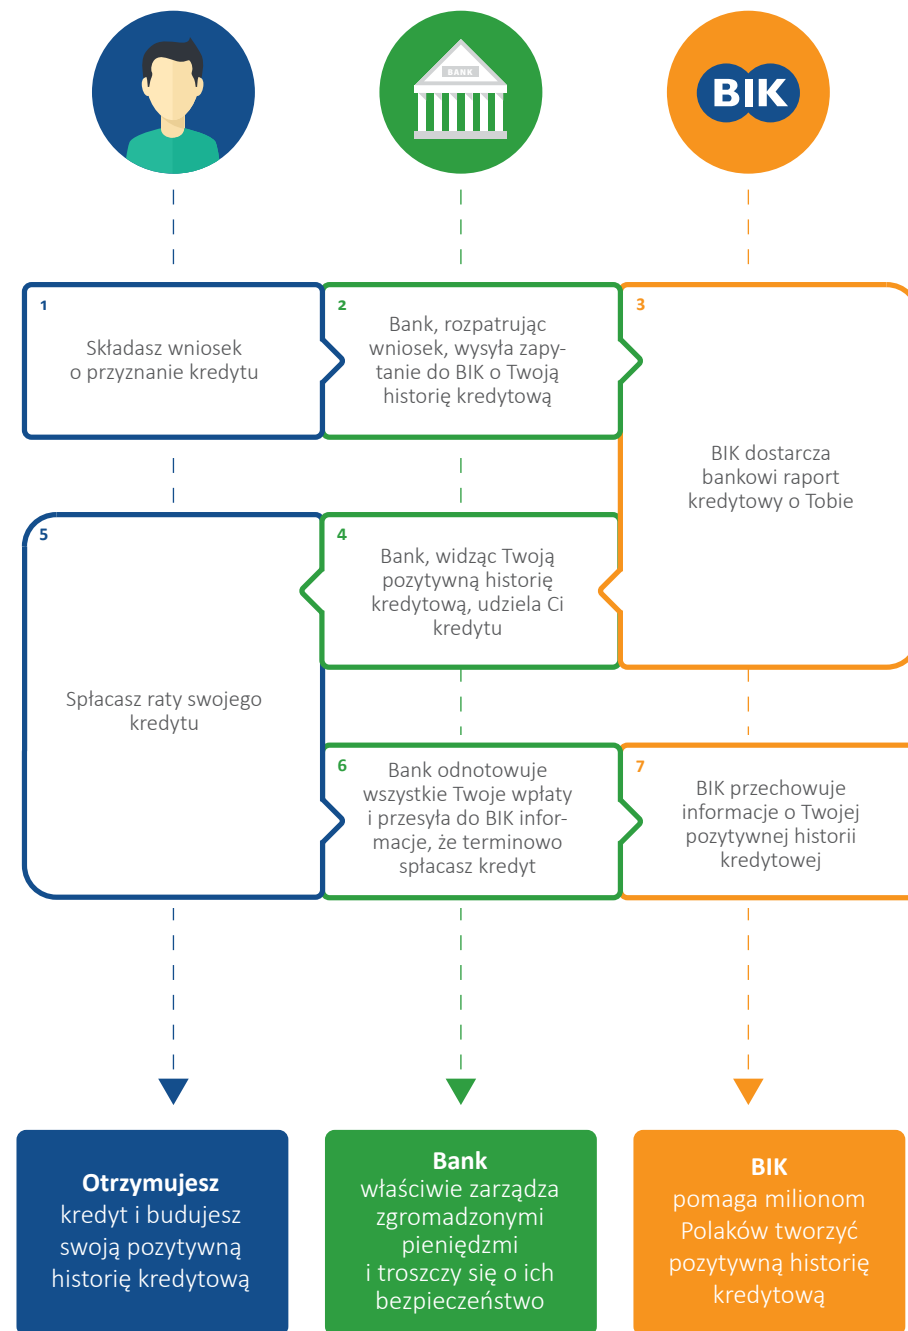 BANK
BIK
1
Składasz wniosek
o przyznanie kredytu
2
Bank, rozpatrując
wniosek, wysyła zapy-
tanie do BIK o Twoją
historię kredytową
3
BIK dostarcza
bankowi raport
kredytowy o Tobie
4
Bank, widząc Twoją
pozytywną historię
kredytową, udziela Ci
kredytu
5
Spłacasz raty swojego
kredytu
6
Bank odnotowuje
wszystkie Twoje wpłaty
i przesyła do BIK infor-
macje, że terminowo
spłacasz kredyt
7
BIK przechowuje
informacje o Twojej
pozytywnej historii
kredytowej
Otrzymujesz
kredyt i budujesz
swoją pozytywną
historię kredytową
Bank
właściwie zarządza
zgromadzonymi
pieniędzmi
i troszczy się o ich
bezpieczeństwo
BIK
pomaga milionom
Polaków tworzyć
pozytywną historię
kredytową